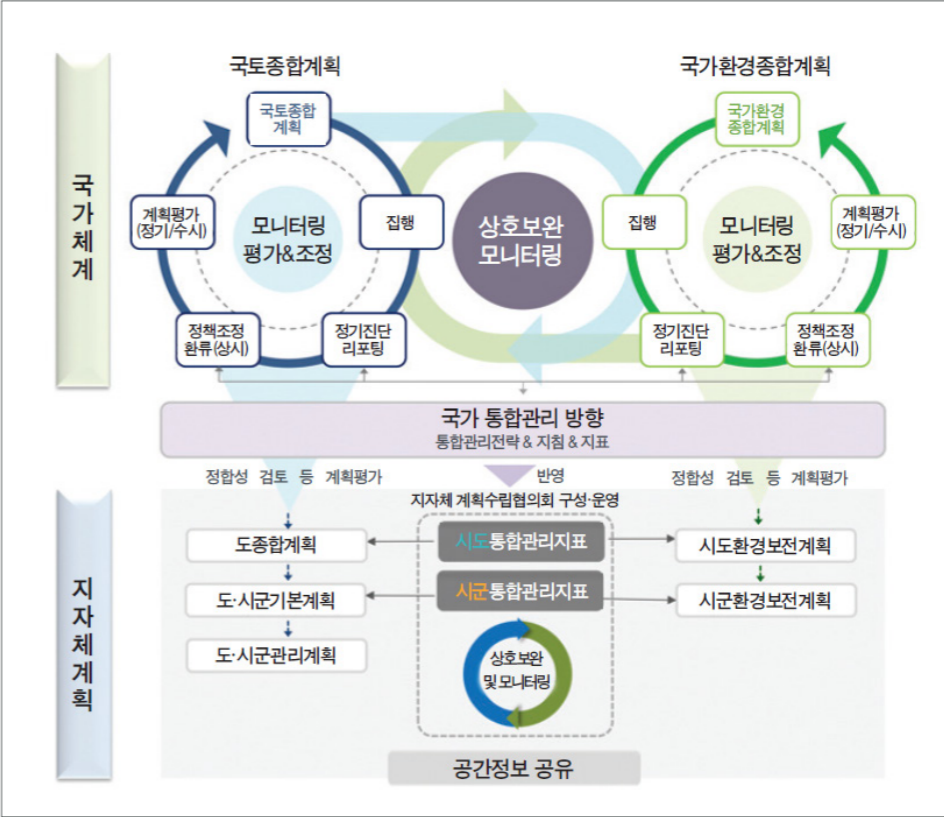 국가체계
국토종합계획
국가환경종합계획
국토종합
계획
계획평가
(정기/수시)
모니터링
평가&조정
집행
정책조정
환류(상시)
정기진단
리포팅
상호보완
모니터링
국가환경
종합계획
집행
모니터링
평가&조정
계획평가
(정기/수시)
정기진단
리포팅
정책조정
환류(상시)
국가 통합관리 방향
통합관리전략 & 지침 & 지표
정합성 검토 등 계획평가
반영
정합성 검토 등 계획평가
지자체계획
지자체 계획수립협의회 구성·운영
도종합계획
시도통합관리지표
시도환경보전계획
도·시군기본계획
시군통합관리지표
시군환경보전계획
도·시군관리계획
상호보완
및 모니터링
공간정보 공유